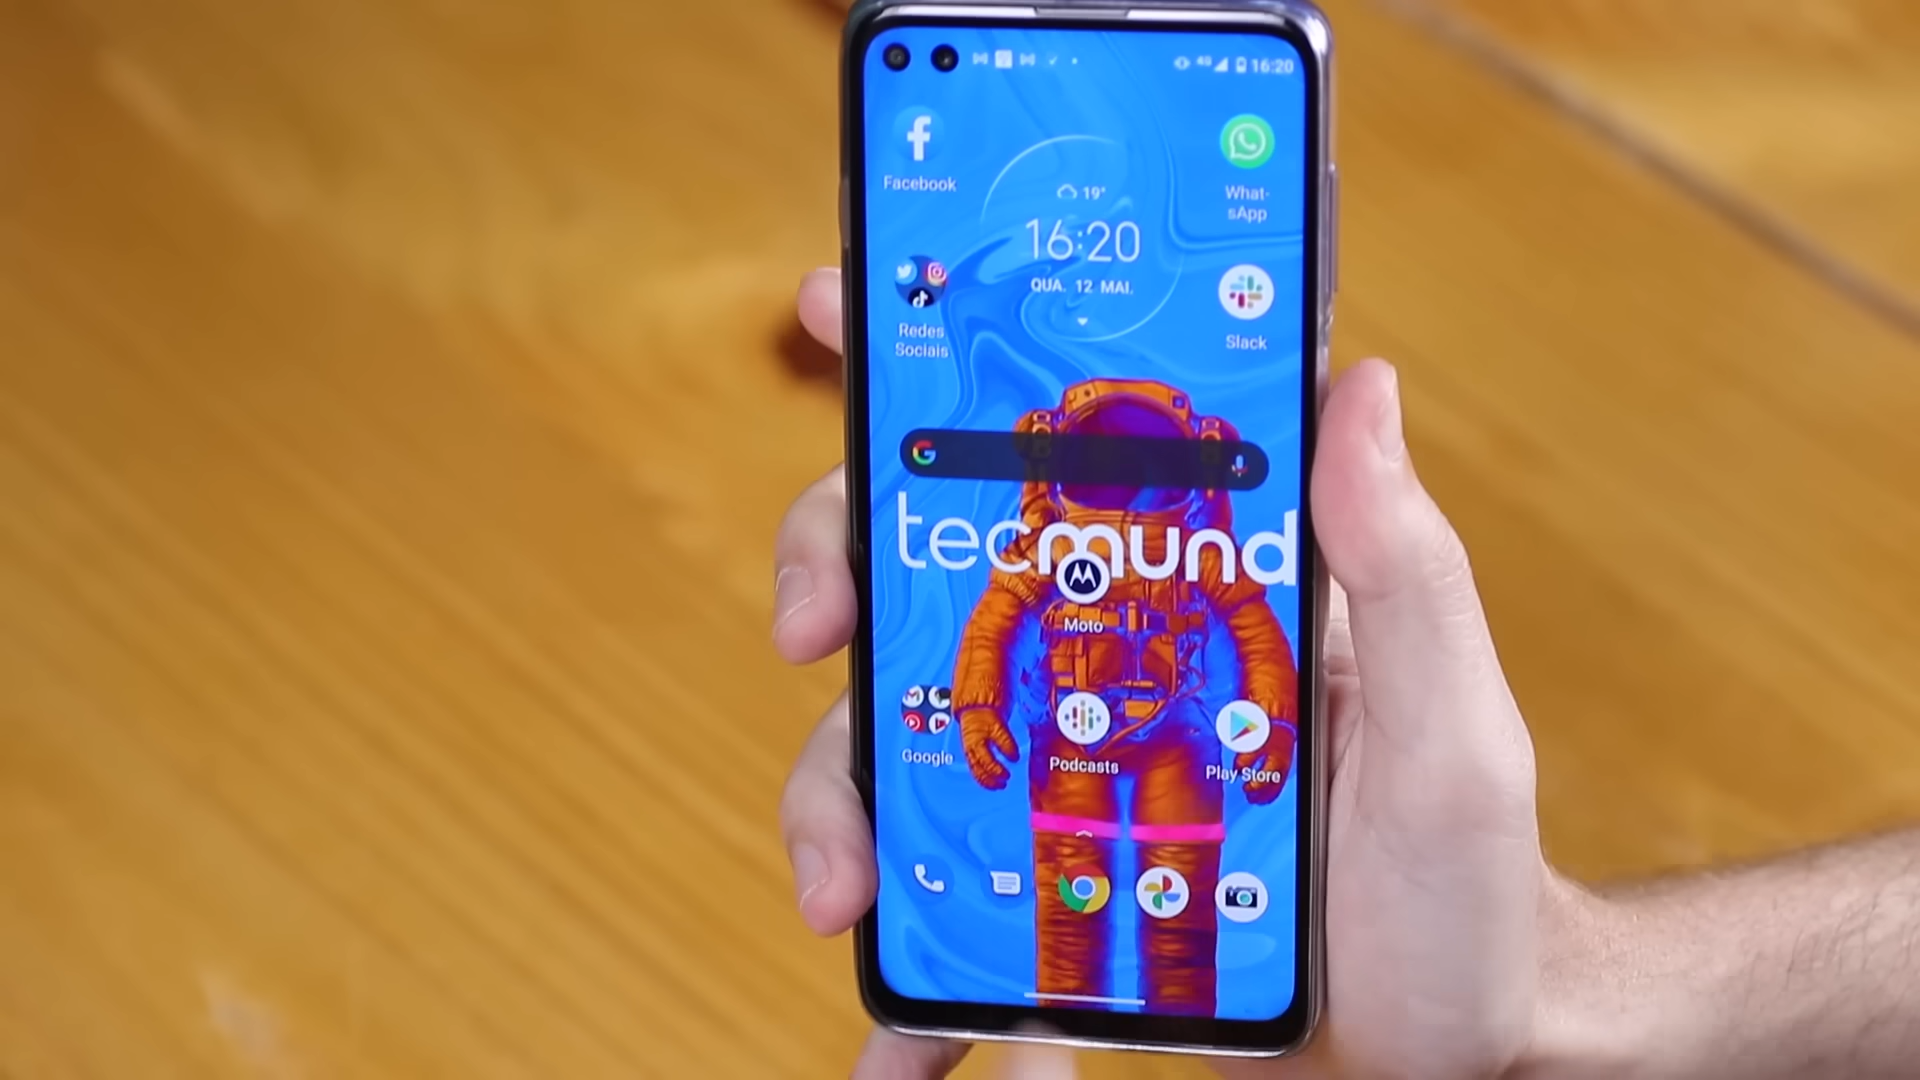 4G 16:20
Facebook
What-
sApp
19°
16:20
QUA. 12 MAI.
Redes
Sociais
Slack
tecmund
Moto
Google
Podcasts
Play Store